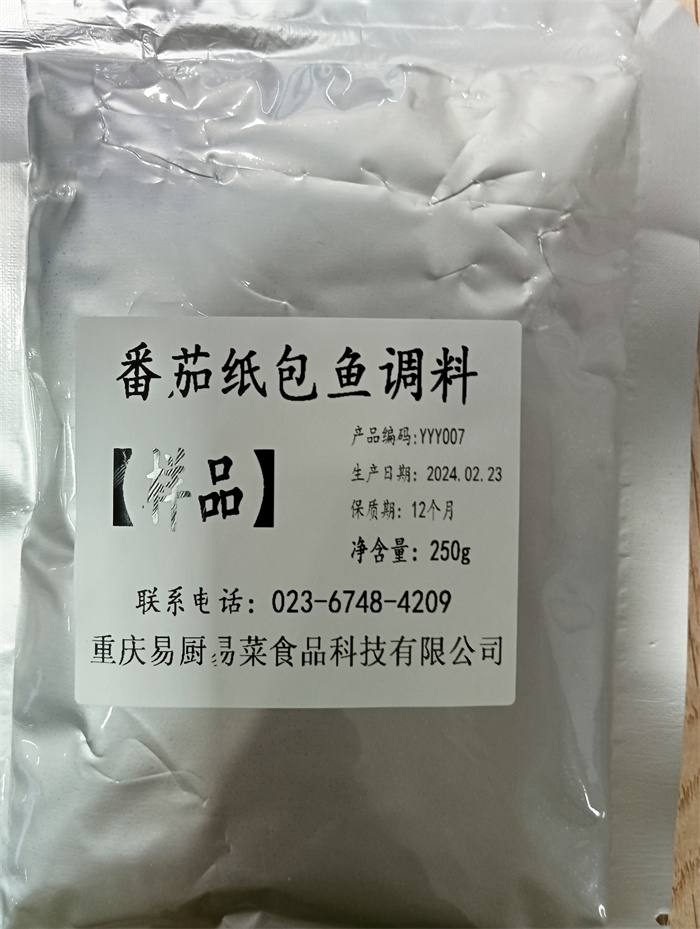 番茄纸包鱼调料
【样品】
产品编码:YYY007
生产日期: 2024.02.23
保质期: 12个月
净含量: 250g
联系电话: 023-6748-4209
重庆易厨易菜食品科技有限公司